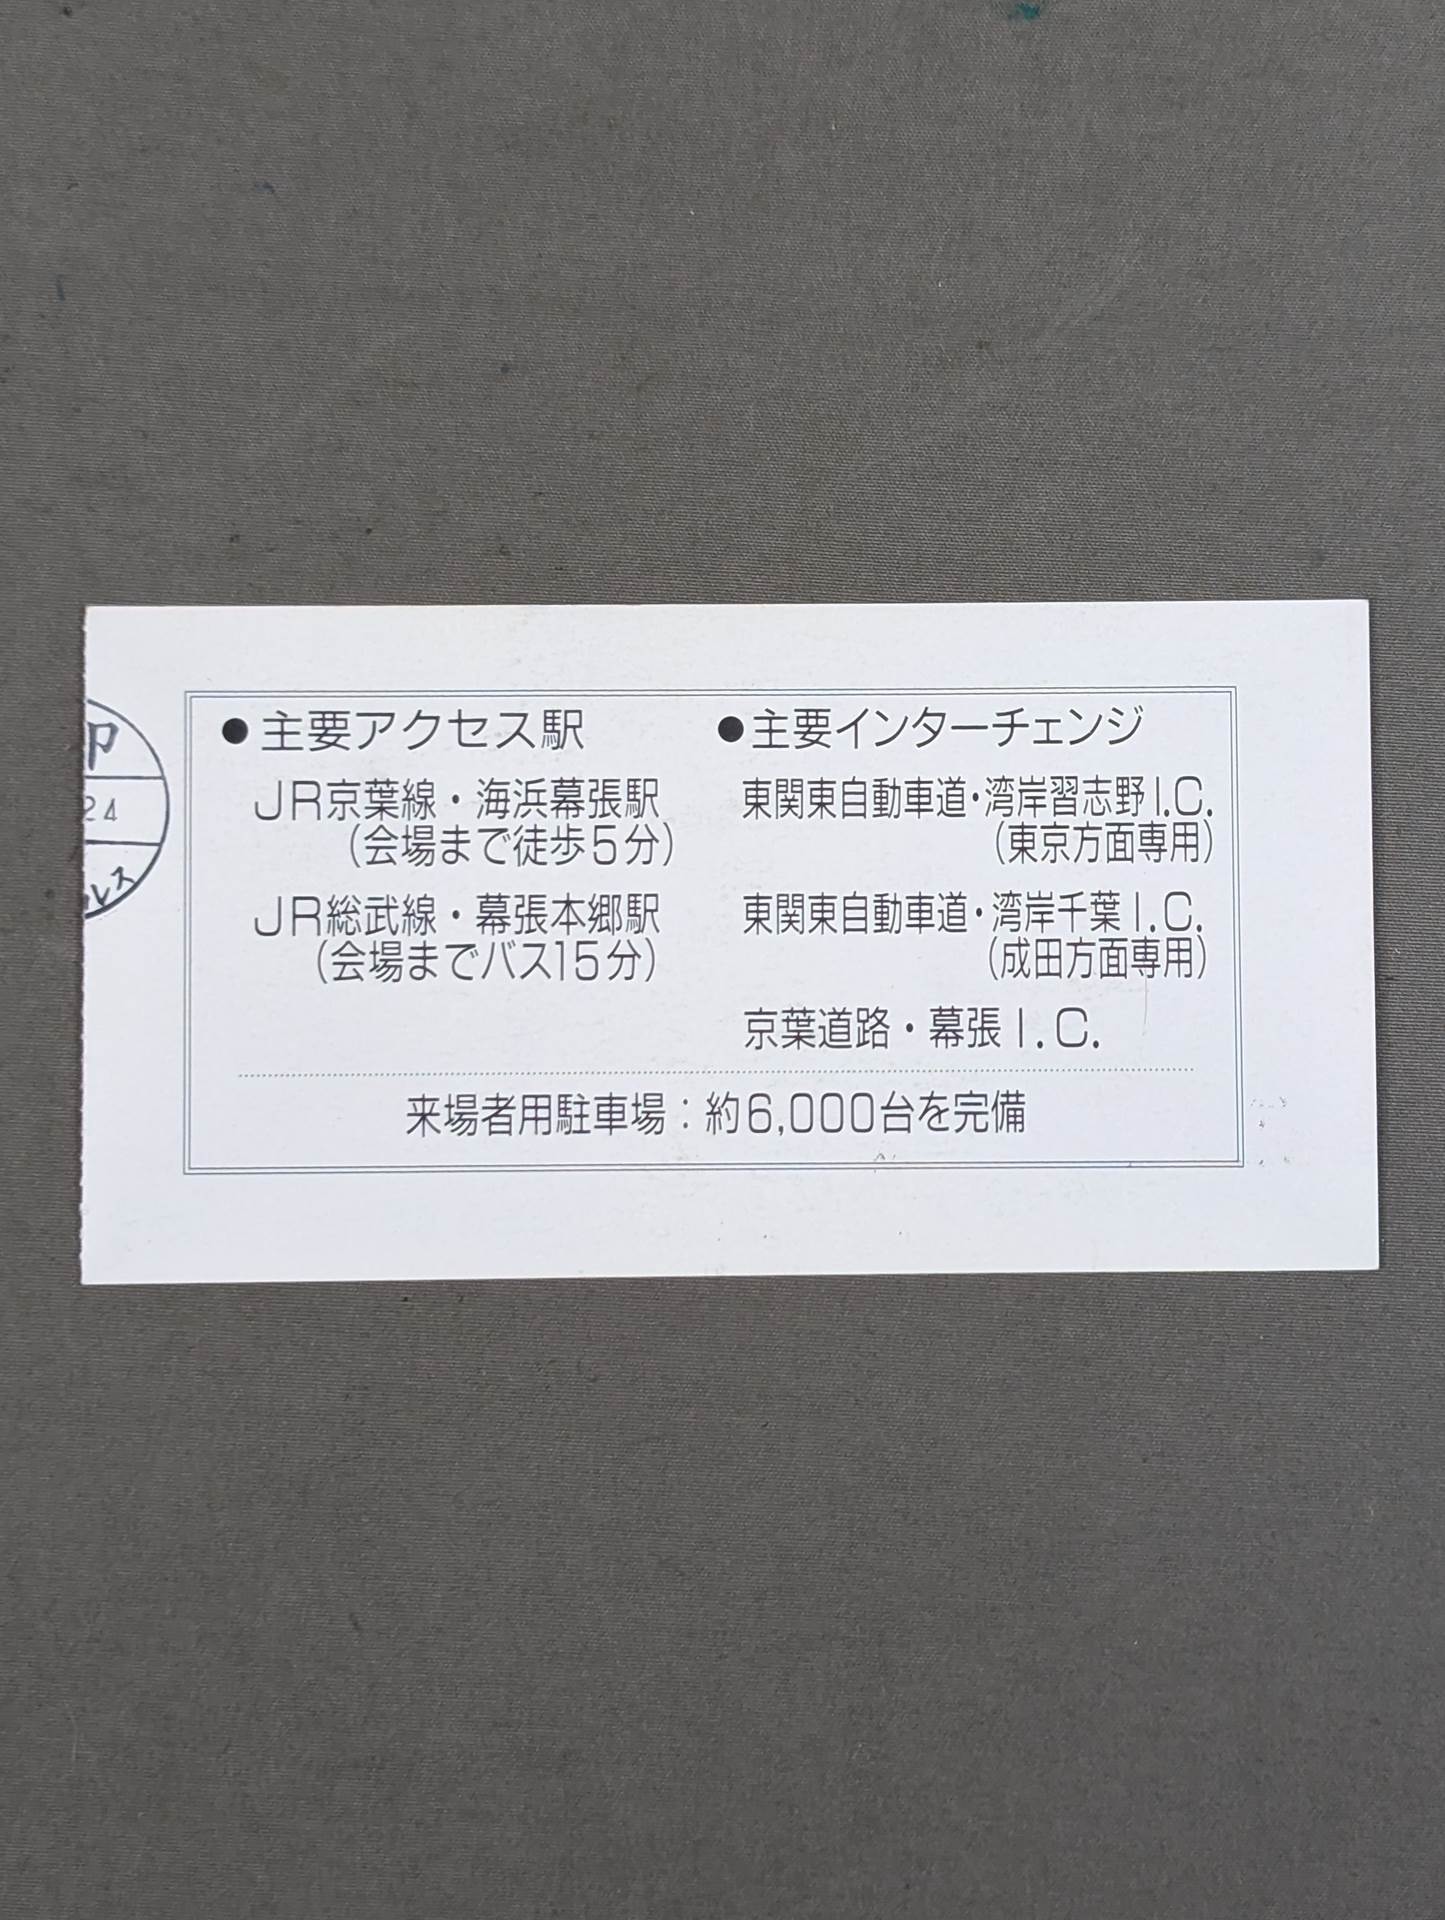 印
24
レス
●主要アクセス駅
JR京葉線・海浜幕張駅
(会場まで徒歩5分)
JR総武線・幕張本郷駅
(会場までバス15分)
●主要インターチェンジ
東関東自動車道・湾岸習志野I.C.
(東京方面専用)
東関東自動車道・湾岸千葉I.C.
(成田方面専用)
京葉道路・幕張I.C.
来場者用駐車場：約6,000台を完備